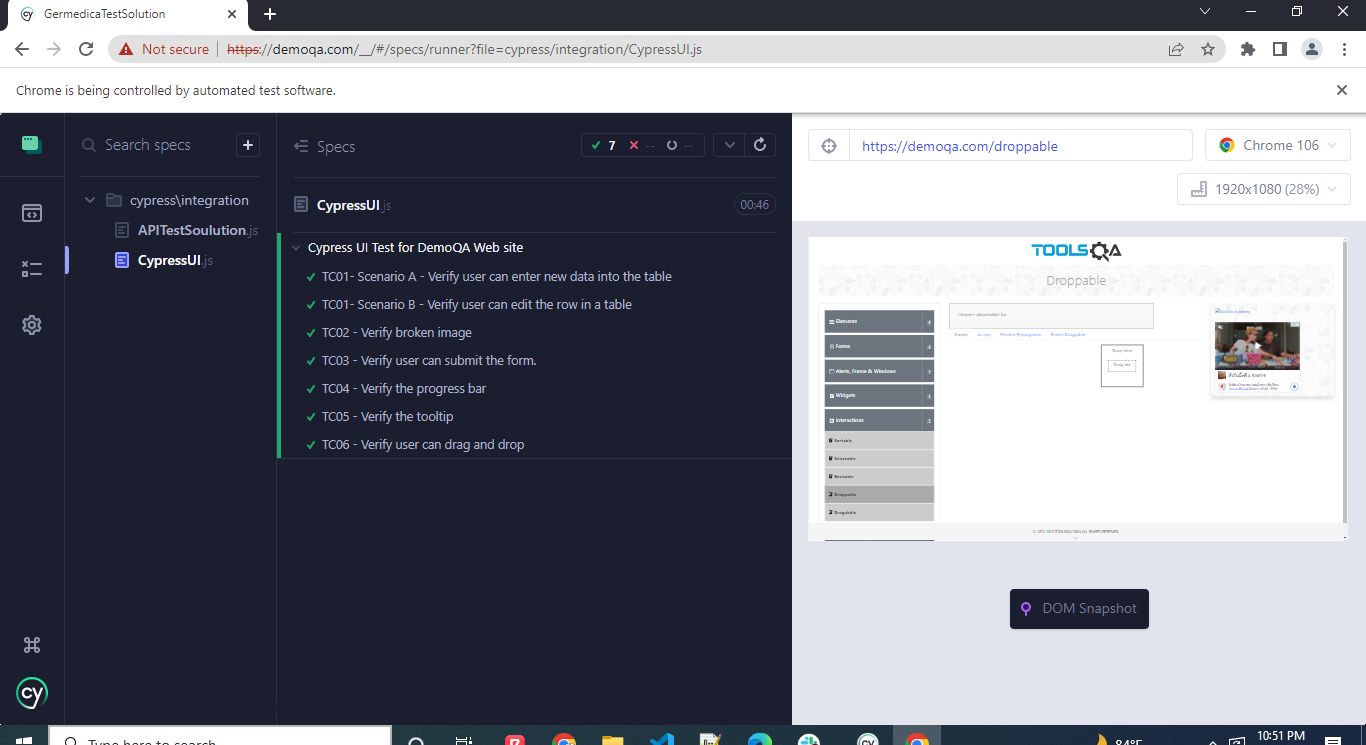 GermedicaTestSolution
Not secure
https://demoqa.com/__/#/specs/runner?file=cypress/integration/CypressUI.js
Chrome is being controlled by automated test software.
Search specs
cypress\integration
APITestSoulution.js
CypressUI.js
Specs
7
--
--
CypressUI.js
00:46
Cypress UI Test for DemoQA Web site
TC01- Scenario A - Verify user can enter new data into the table
TC01- Scenario B - Verify user can edit the row in a table
TC02 - Verify broken image
TC03 - Verify user can submit the form.
TC04 - Verify the progress bar
TC05 - Verify the tooltip
TC06 - Verify user can drag and drop
https://demoqa.com/droppable
Chrome 106
1920x1080 (28%)
TOOLSQA
Droppable
Elements
Forms
Alerts, Frame & Windows
Widgets
Interactions
Sortable
Selectable
Resizable
Droppable
Dragabble
Simple
Accept
Prevent Propogation
Revert Draggable
Drop here
Drag me
DOM Snapshot
cy
Type here to search
84°F
10:51 PM